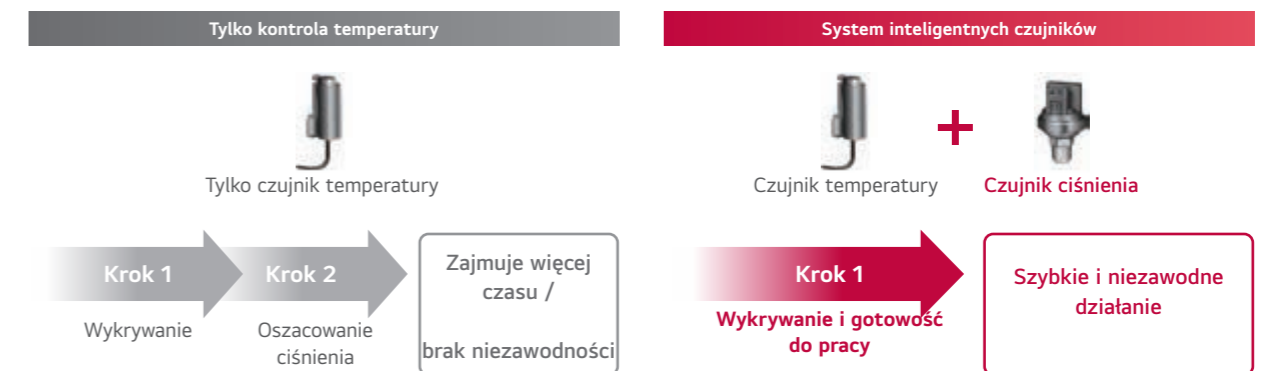 Tylko kontrola temperatury
Tylko czujnik temperatury
Krok 1
Krok 2
Wykrywanie
Oszacowanie
ciśnienia
Zajmuje więcej
czasu /
brak niezawodności
System inteligentnych czujników
Czujnik temperatury
+
Czujnik ciśnienia
Krok 1
Wykrywanie i gotowość
do pracy
Szybkie i niezawodne
działanie